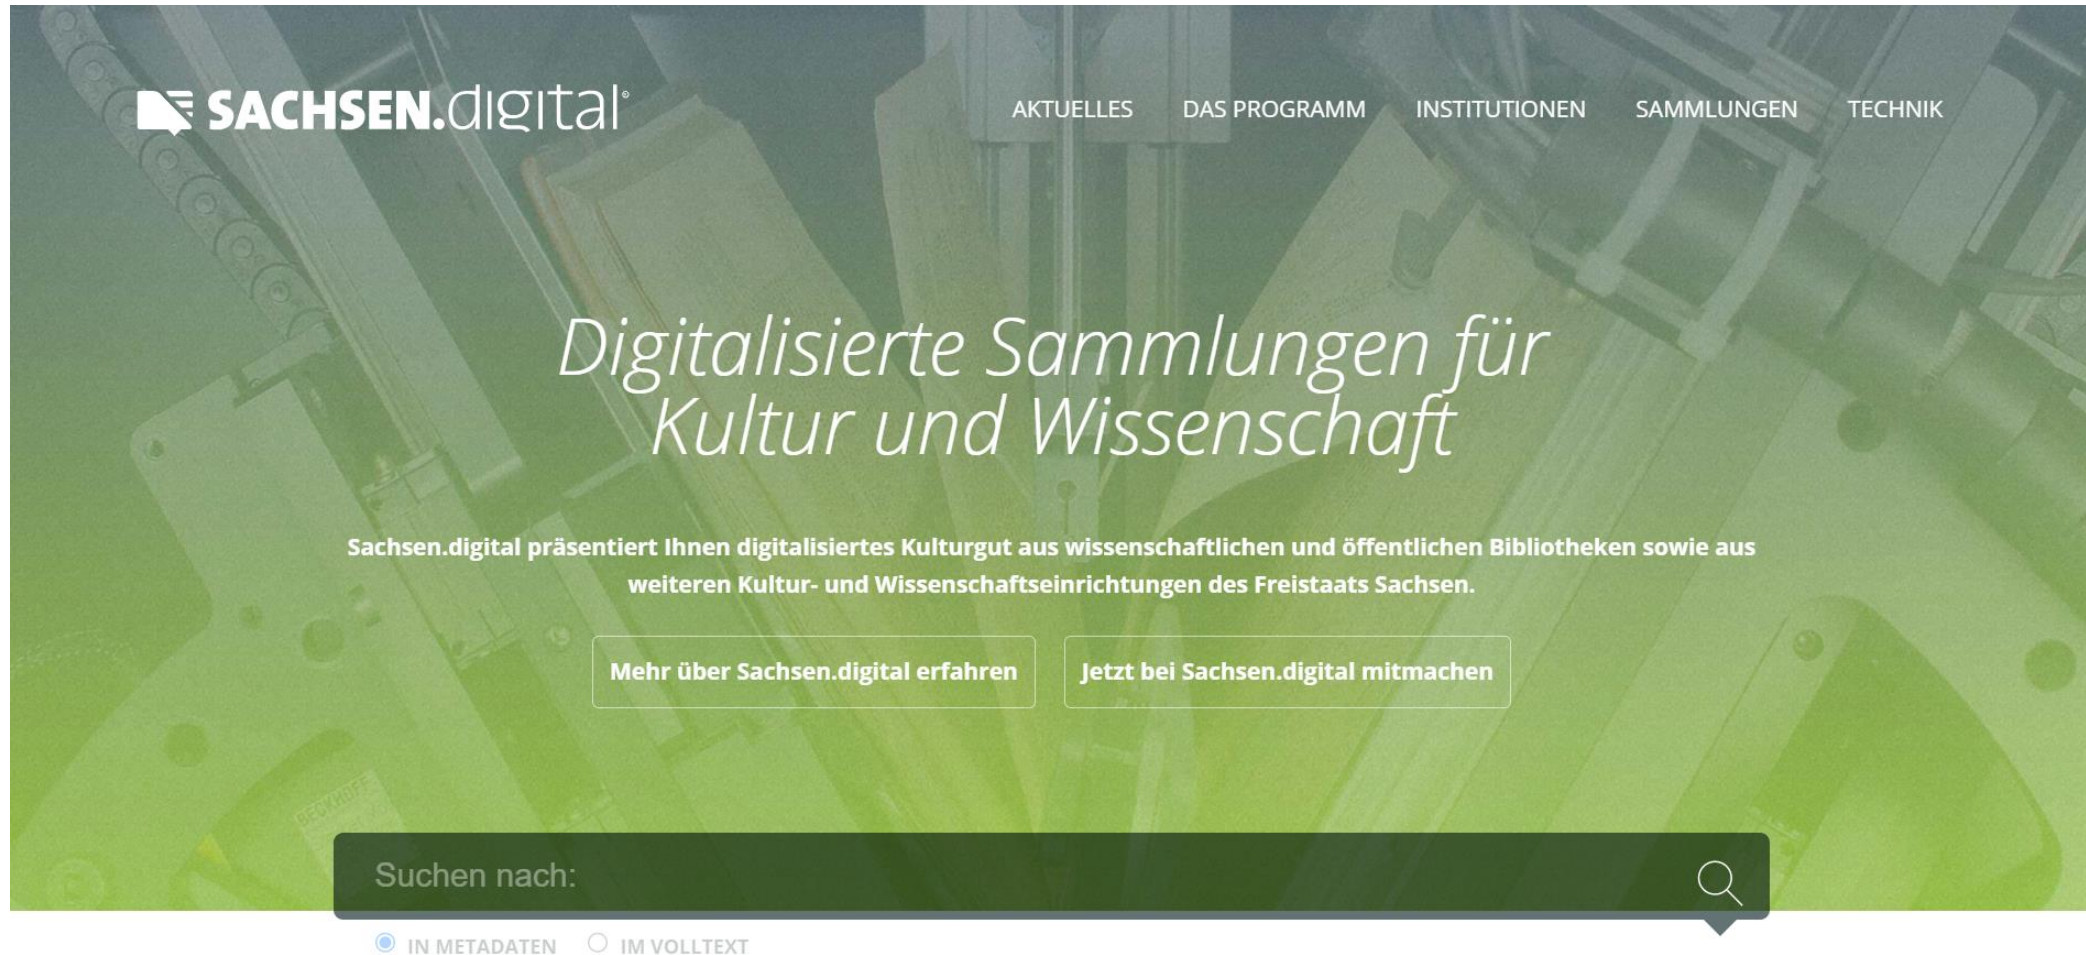 SACHSEN.digital
AKTUELLES DAS PROGRAMM INSTITUTIONEN SAMMLUNGEN TECHNIK
Digitalisierte Sammlungen für
Kultur und Wissenschaft
Sachsen.digital präsentiert Ihnen digitalisiertes Kulturgut aus wissenschaftlichen und öffentlichen Bibliotheken sowie aus
weiteren Kultur- und Wissenschaftseinrichtungen des Freistaats Sachsen.
Mehr über Sachsen.digital erfahren
Jetzt bei Sachsen.digital mitmachen
BECKHOFF
Suchen nach:
IN METADATEN IM VOLLTEXT